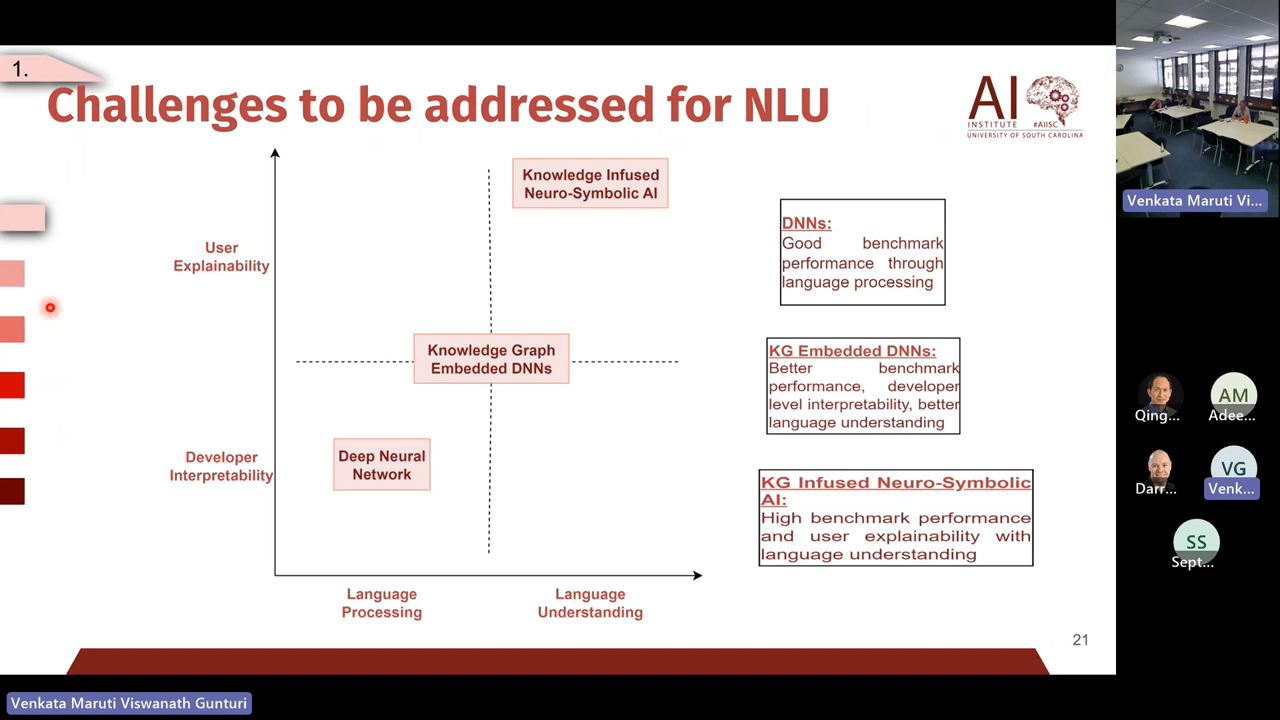 1.
Challenges to be addressed for NLU
AI
INSTITUTE #AIISC
UNIVERSITY OF SOUTH CAROLINA
Knowledge Infused
Neuro-Symbolic AI
User
Explainability
Knowledge Graph
Embedded DNNs
Developer
Interpretability
Deep Neural
Network
Language
Processing
Language
Understanding
DNNs:
Good benchmark
performance through
language processing
KG Embedded DNNs:
Better benchmark
performance, developer
level interpretability, better
language understanding
KG Infused Neuro-Symbolic
AI:
High benchmark performance
and user explainability with
language understanding
21
Venkata Maruti Vi...
Qing...
AM
Adee...
Darr...
VG
Venk...
SS
Sept...
Venkata Maruti Viswanath Gunturi